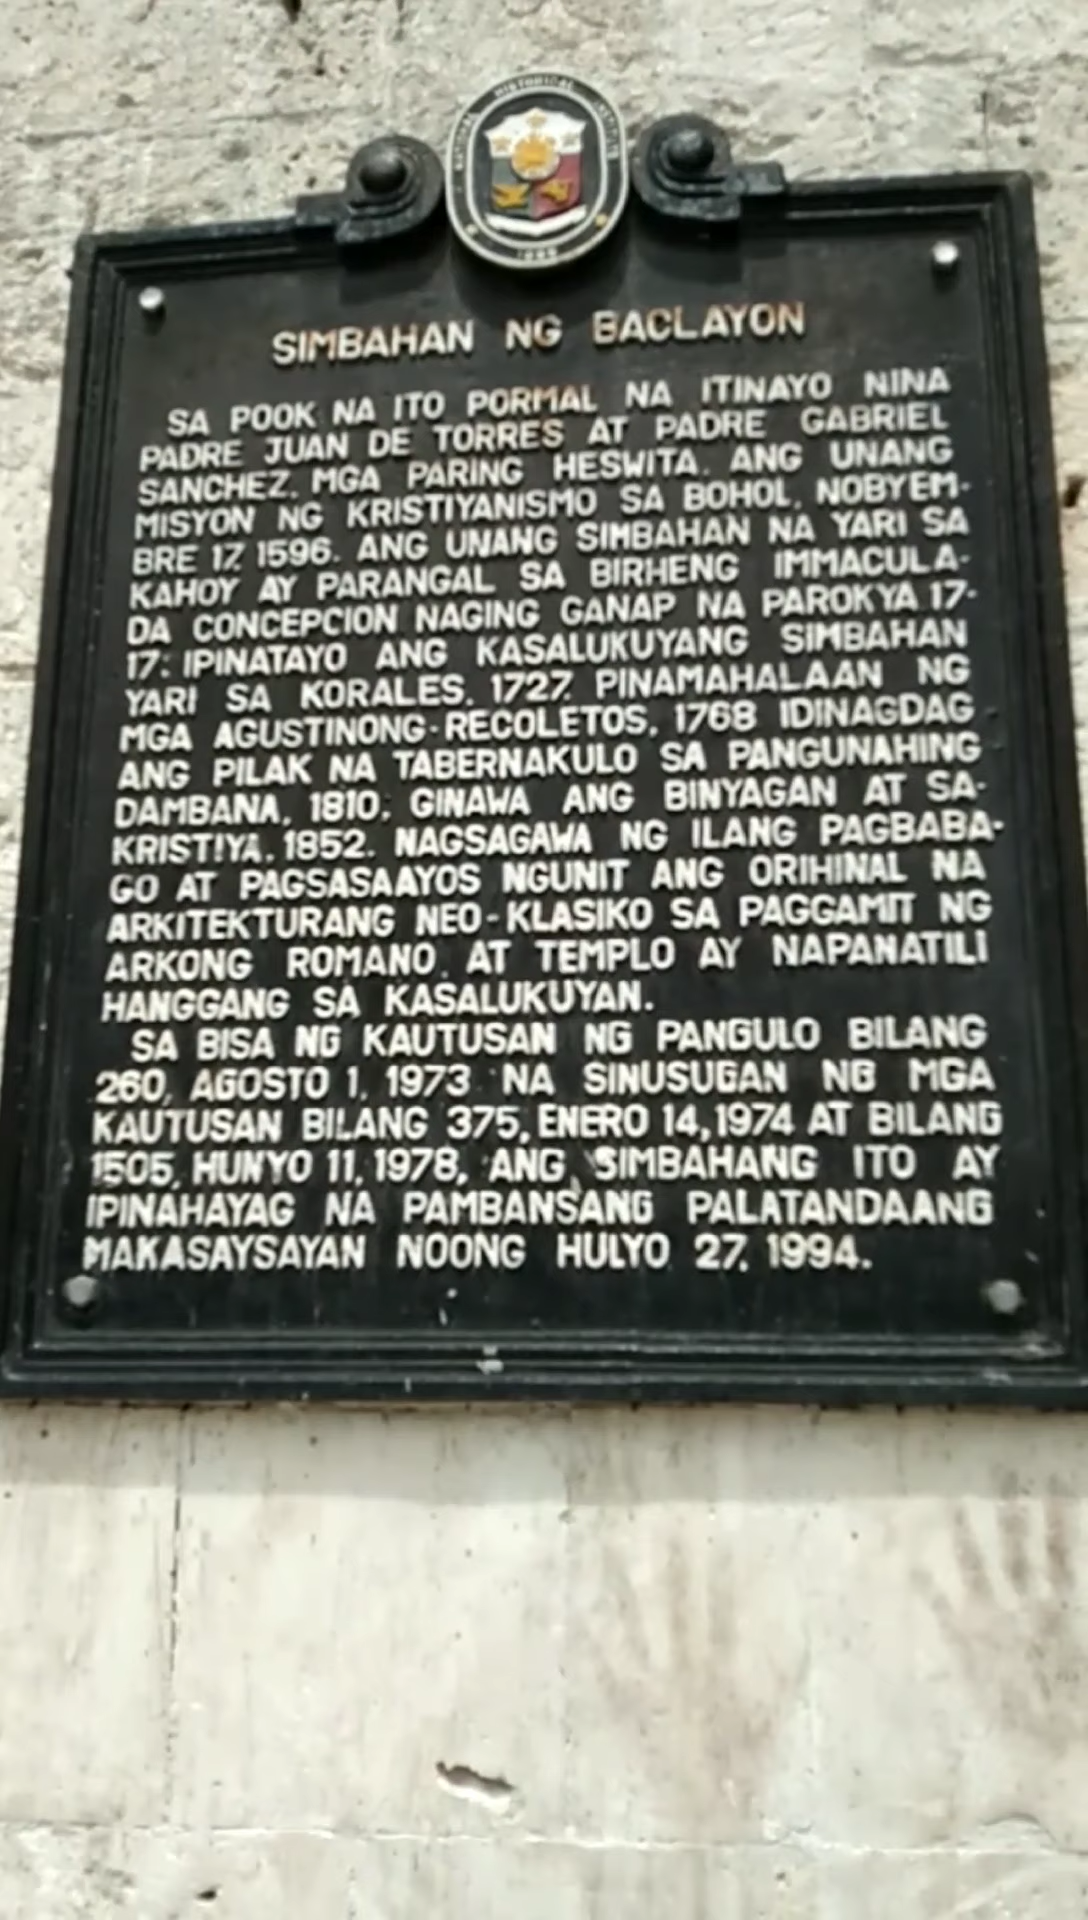 NATIONAL HISTORICAL INSTITUTE
SIMBAHAN NG BACLAYON
SA POOK NA ITO PORMAL NA ITINAYO NINA
PADRE JUAN DE TORRES AT PADRE GABRIEL
SANCHEZ, MGA PARING HESWITA, ANG UNANG
MISYON NG KRISTIYANISMO SA BOHOL, NOBYEM-
BRE 17, 1596. ANG UNANG SIMBAHAN NA YARI SA
KAHOY AY PARANGAL SA BIRHENG IMMACULA-
DA CONCEPCION NAGING GANAP NA PAROKYA 17-
17; IPINATAYO ANG KASALUKUYANG SIMBAHAN
YARI SA KORALES, 1727. PINAMAHALAAN NG
MGA AGUSTINONG-RECOLETOS, 1768 IDINAGDAG
ANG PILAK NA TABERNAKULO SA PANGUNAHING
DAMBANA, 1810; GINAWA ANG BINYAGAN AT SA-
KRISTIYA, 1852. NAGSAGAWA NG ILANG PAGBABA-
GO AT PAGSASAAYOS NGUNIT ANG ORIHINAL NA
ARKITEKTURANG NEO-KLASIKO SA PAGGAMIT NG
ARKONG ROMANO, AT TEMPLO AY NAPANATILI
HANGGANG SA KASALUKUYAN.
SA BISA NG KAUTUSAN NG PANGULO BILANG
260, AGOSTO 1, 1973 NA SINUSUGAN NG MGA
KAUTUSAN BILANG 375, ENERO 14, 1974 AT BILANG
1505, HUNYO 11, 1978, ANG SIMBAHANG ITO AY
IPINAHAYAG NA PAMBANSANG PALATANDAANG
MAKASAYSAYAN NOONG HULYO 27, 1994.